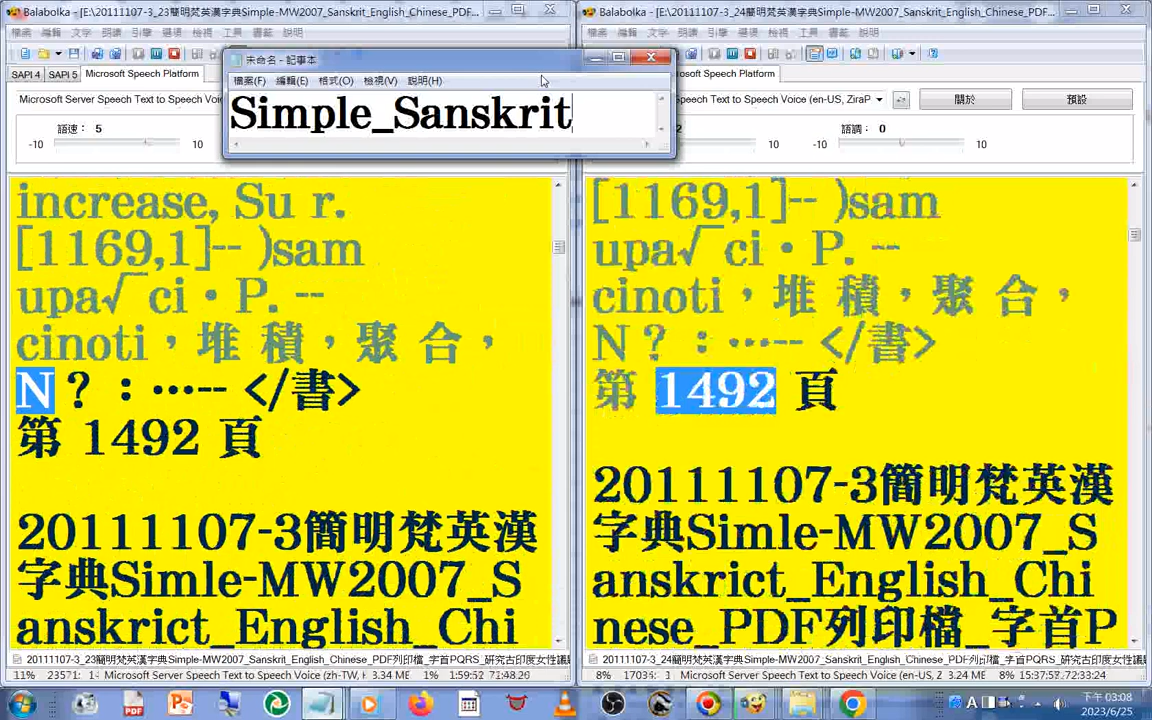 Balabolka - [E:\20111107-3_23簡明梵英漢字典Simple-MW2007_Sanskrit_English_Chinese_PDF...
Balabolka - [E:\20111107-3_24簡明梵英漢字典Simple-MW2007_Sanskrit_English_Chinese_PDF...
未命名 - 記事本
SAPI 4 SAPI 5 Microsoft Speech Platform
Speech Platform
檔案(F) 編輯(E) 格式(O) 檢視(V) 說明(H)
Simple_Sanskrit
Microsoft Server Speech Text to Speech Voice
Speech Text to Speech Voice (en-US, ZiraP
關於
預設
語速： 5
-10 10
語調： 0
-10 10
increase, Su r.
[1169,1]-- )sam
upa√ ci‧P. --
cinoti，堆 積，聚 合，
N？：…-- </書>
第 1492 頁
20111107-3簡明梵英漢
字典Simle-MW2007_S
anskrict_English_Chi
[1169,1]-- )sam
upa√ ci‧P. --
cinoti，堆 積，聚 合，
N？：…-- </書>
第 1492 頁
20111107-3簡明梵英漢
字典Simle-MW2007_S
anskrict_English_Chi
nese_PDF列印檔_字首P
20111107-3_23簡明梵英漢字典Simple-MW2007_Sanskrit_English_Chinese_PDF列印檔_字首PQRS_研究古印度女性議
20111107-3_24簡明梵英漢字典Simple-MW2007_Sanskrit_English_Chinese_PDF列印檔_字首PQRS_研究古印度女性議
11% 23571: Microsoft Server Speech Text to Speech Voice (zh-TW, 3.34 ME 1% 1:59:52
8% 17035: Microsoft Server Speech Text to Speech Voice (en-US, 3.24 ME
下午 03:08
2023/6/25